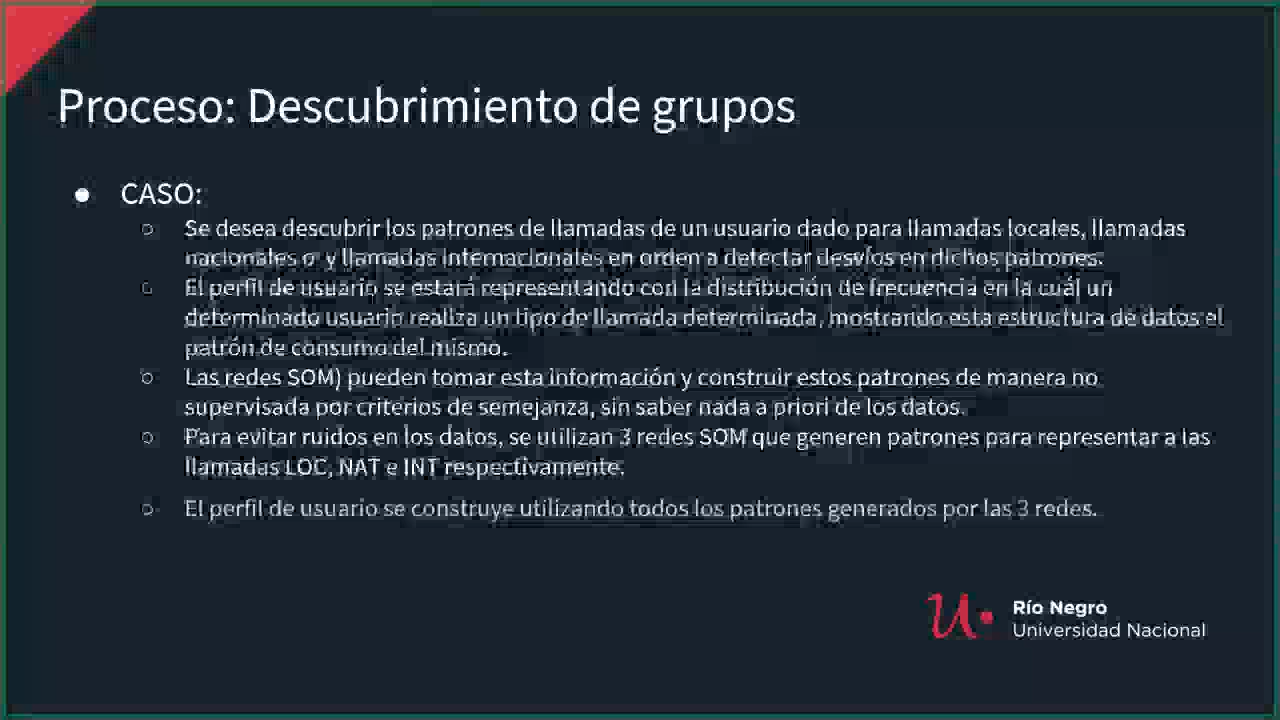 Proceso: Descubrimiento de grupos
● CASO:
○ Se desea descubrir los patrones de llamadas de un usuario dado para llamadas locales, llamadas
nacionales o y llamadas internacionales en orden a detectar desvíos en dichos patrones.
○ El perfil de usuario se estará representando con la distribución de frecuencia en la cuál un
determinado usuario realiza un tipo de llamada determinada, mostrando esta estructura de datos el
patrón de consumo del mismo.
○ Las redes SOM) pueden tomar esta información y construir estos patrones de manera no
supervisada por criterios de semejanza, sin saber nada a priori de los datos.
○ Para evitar ruidos en los datos, se utilizan 3 redes SOM que generen patrones para representar a las
llamadas LOC, NAT e INT respectivamente.
○ El perfil de usuario se construye utilizando todos los patrones generados por las 3 redes.
Río Negro
Universidad Nacional